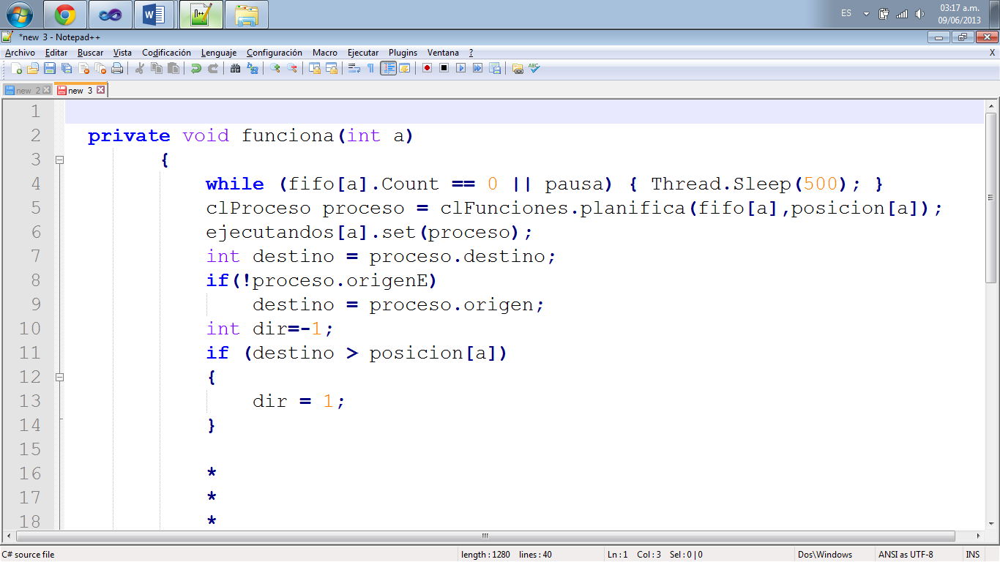 ES
03:17 a.m.
09/06/2013
*new 3 - Notepad++
Archivo Editar Buscar Vista Codificación Lenguaje Configuración Macro Ejecutar Plugins Ventana ? X
new 2 new 3
1
2 private void funciona(int a)
3 {
4 while (fifo[a].Count == 0 || pausa) { Thread.Sleep(500); }
5 clProceso proceso = clFunciones.planifica(fifo[a],posicion[a]);
6 ejecutandos[a].set(proceso);
7 int destino = proceso.destino;
8 if(!proceso.origenE)
9 destino = proceso.origen;
10 int dir=-1;
11 if (destino > posicion[a])
12 {
13 dir = 1;
14 }
15
16 *
17 *
18 *
C# source file length : 1280 lines : 40 Ln : 1 Col : 3 Sel : 0 | 0 Dos\Windows ANSI as UTF-8 INS